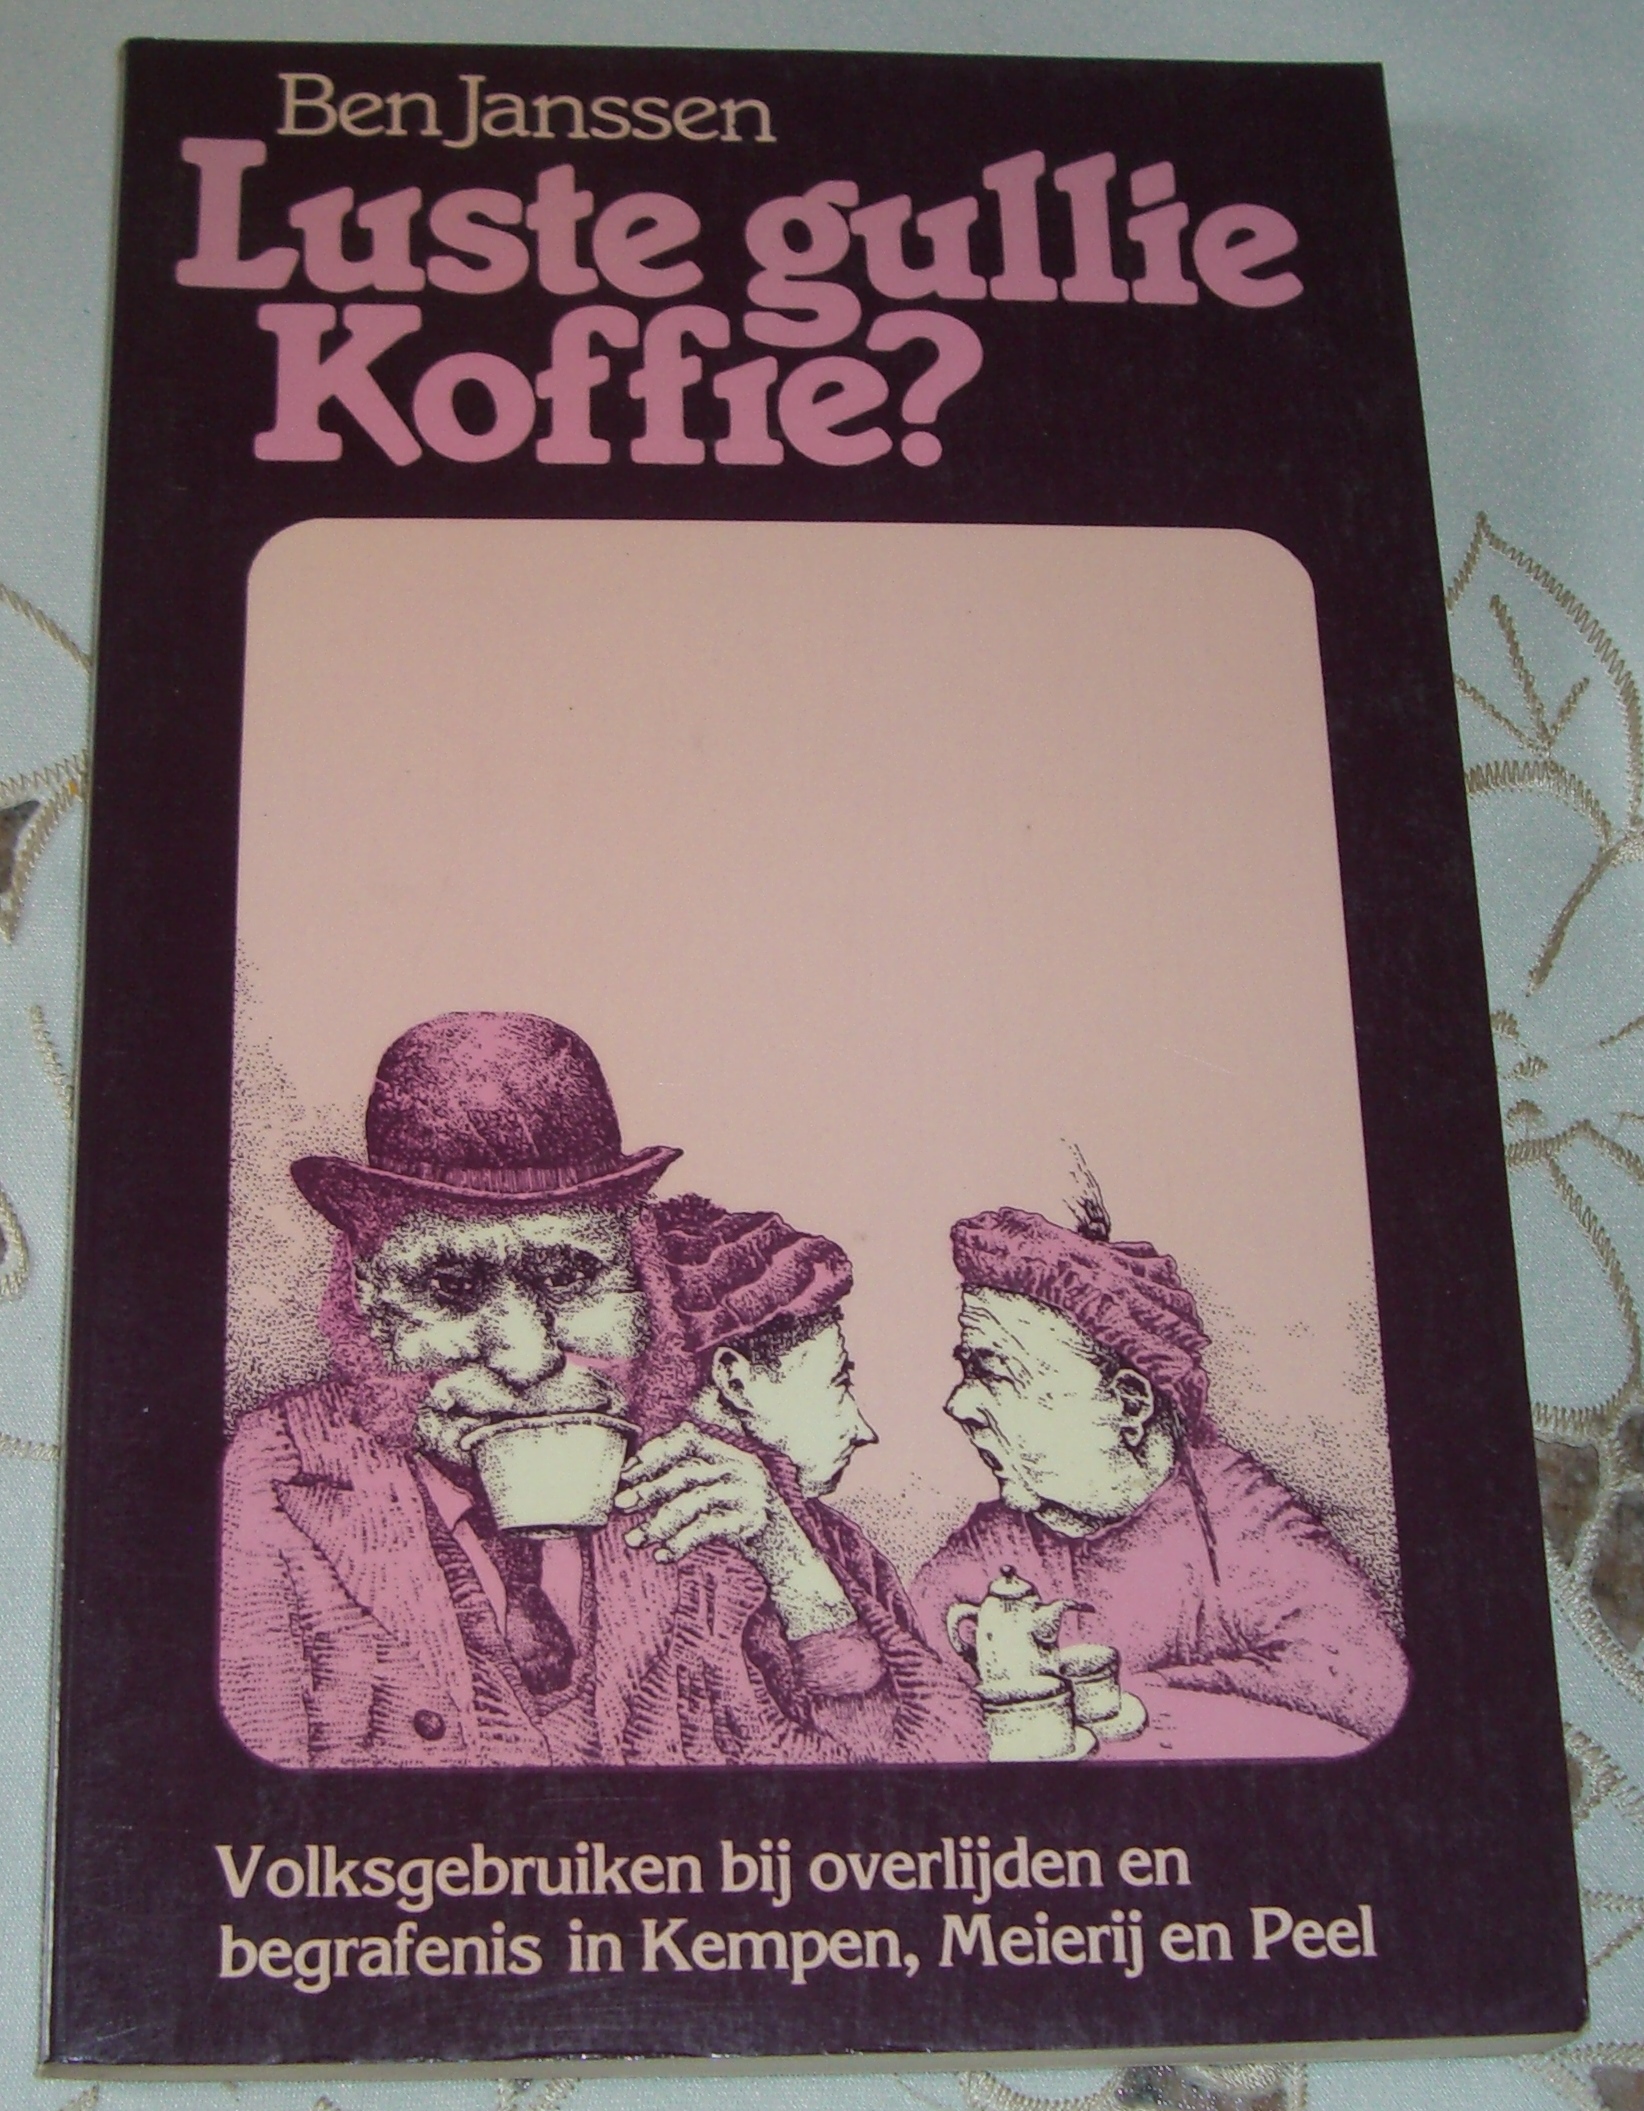 Ben Janssen
Luste gullie
Koffie?
Volksgebruiken bij overlijden en
begrafenis in Kempen, Meierij en Peel